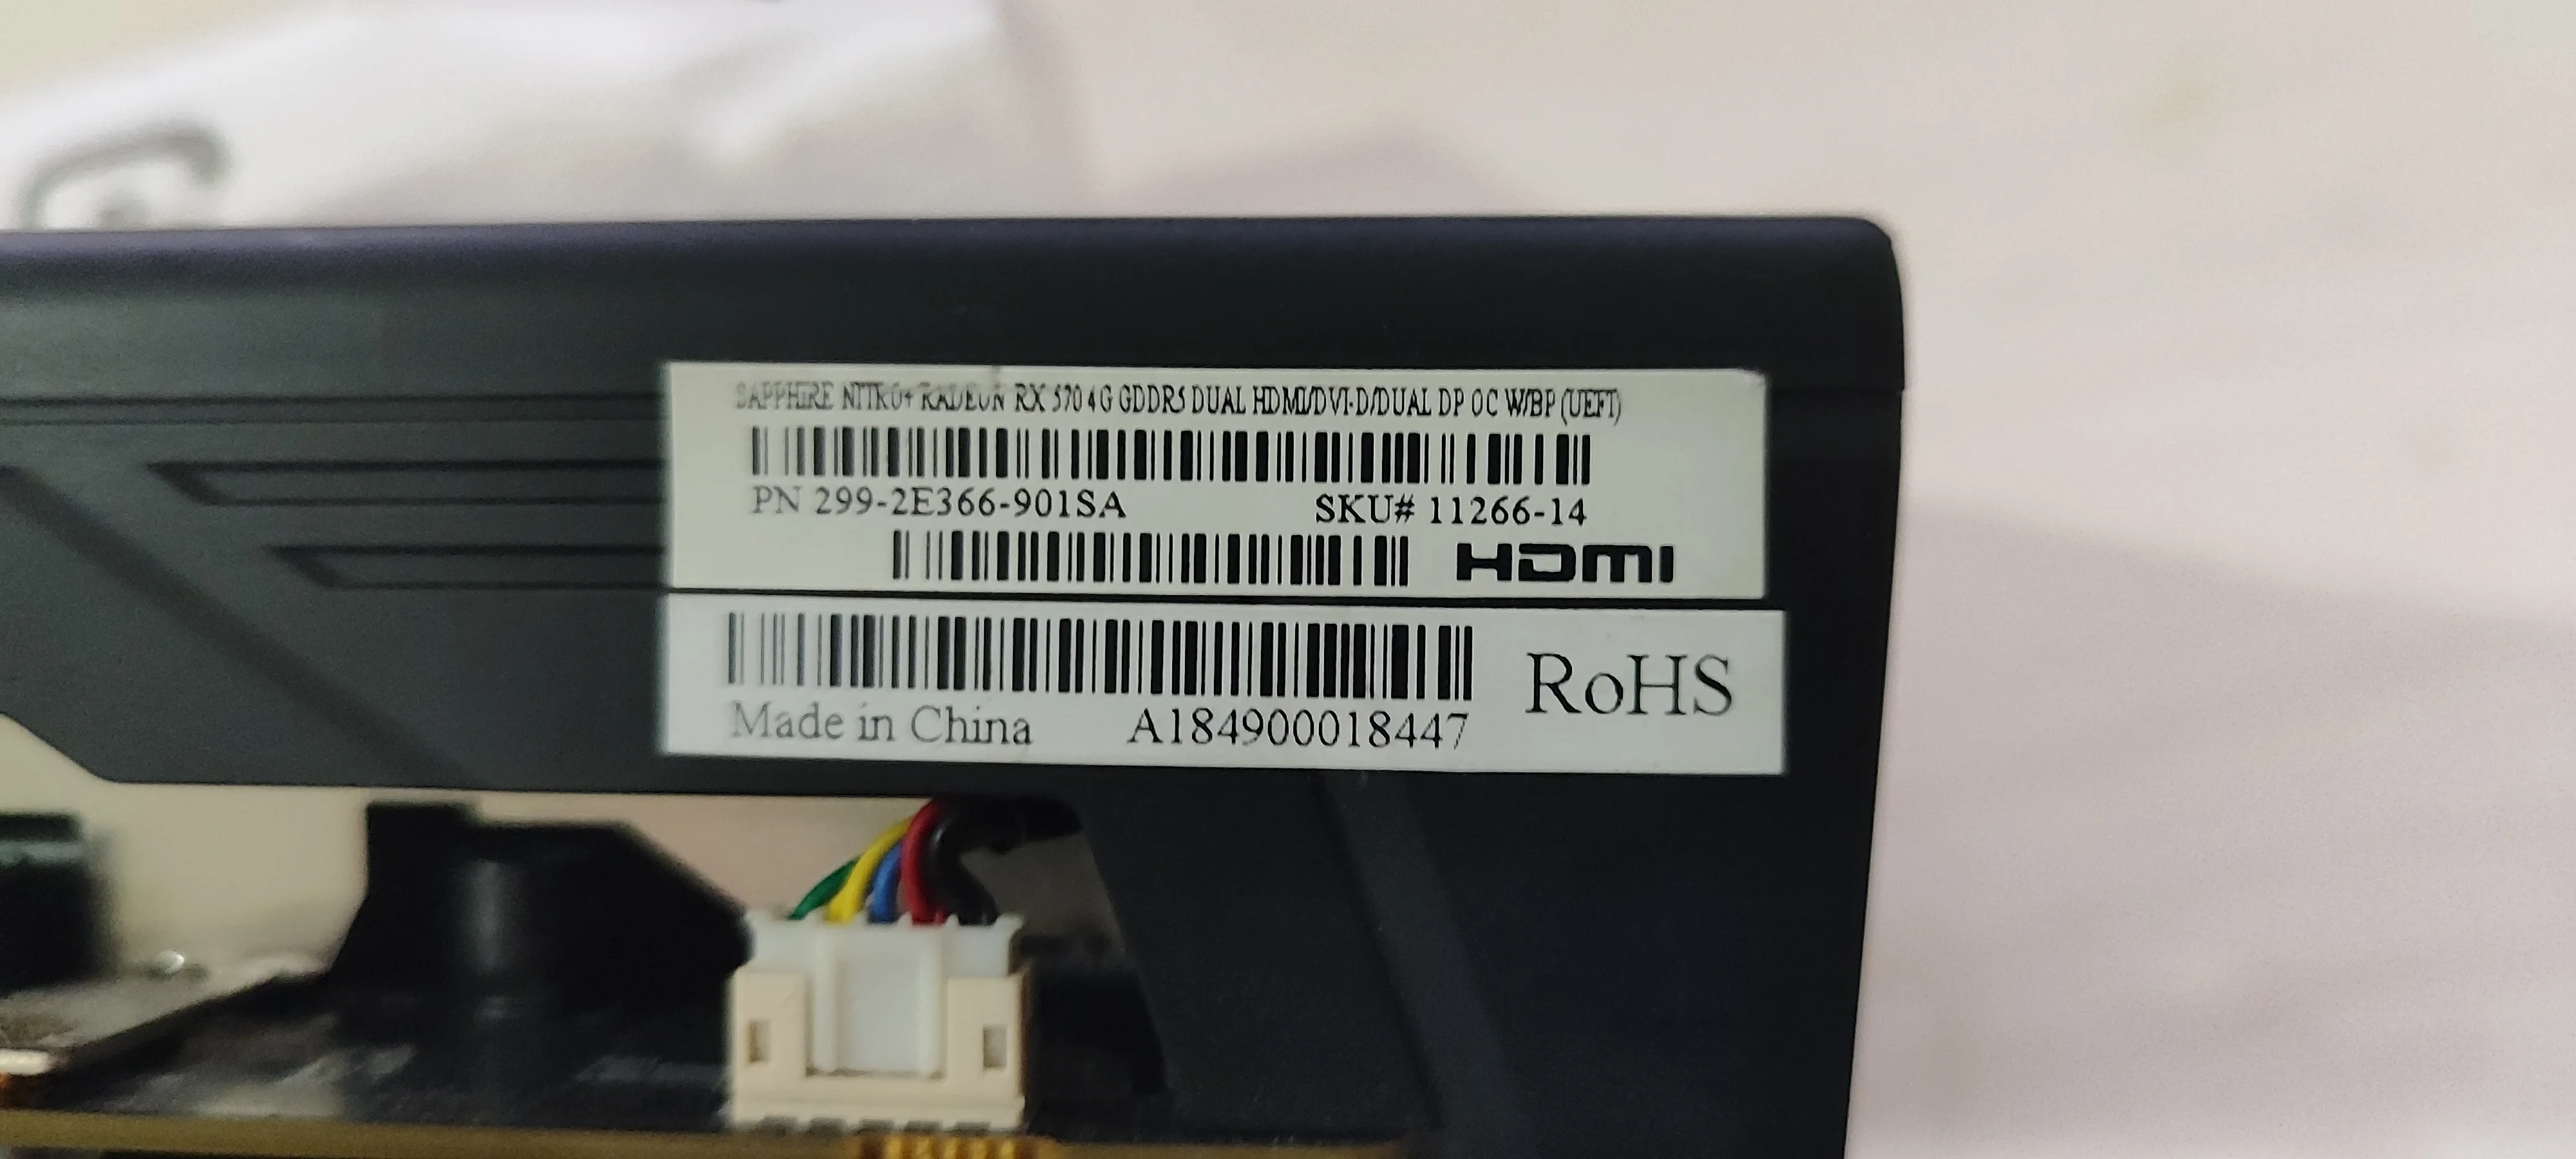 SAPPHIRE NITRO+ RADEON RX 570 4G GDDR5 DUAL HDMI/DVI-D/DUAL DP OC W/BP (UEFI)
PN 299-2E366-901SA SKU# 11266-14
HDMI
Made in China A184900018447 RoHS